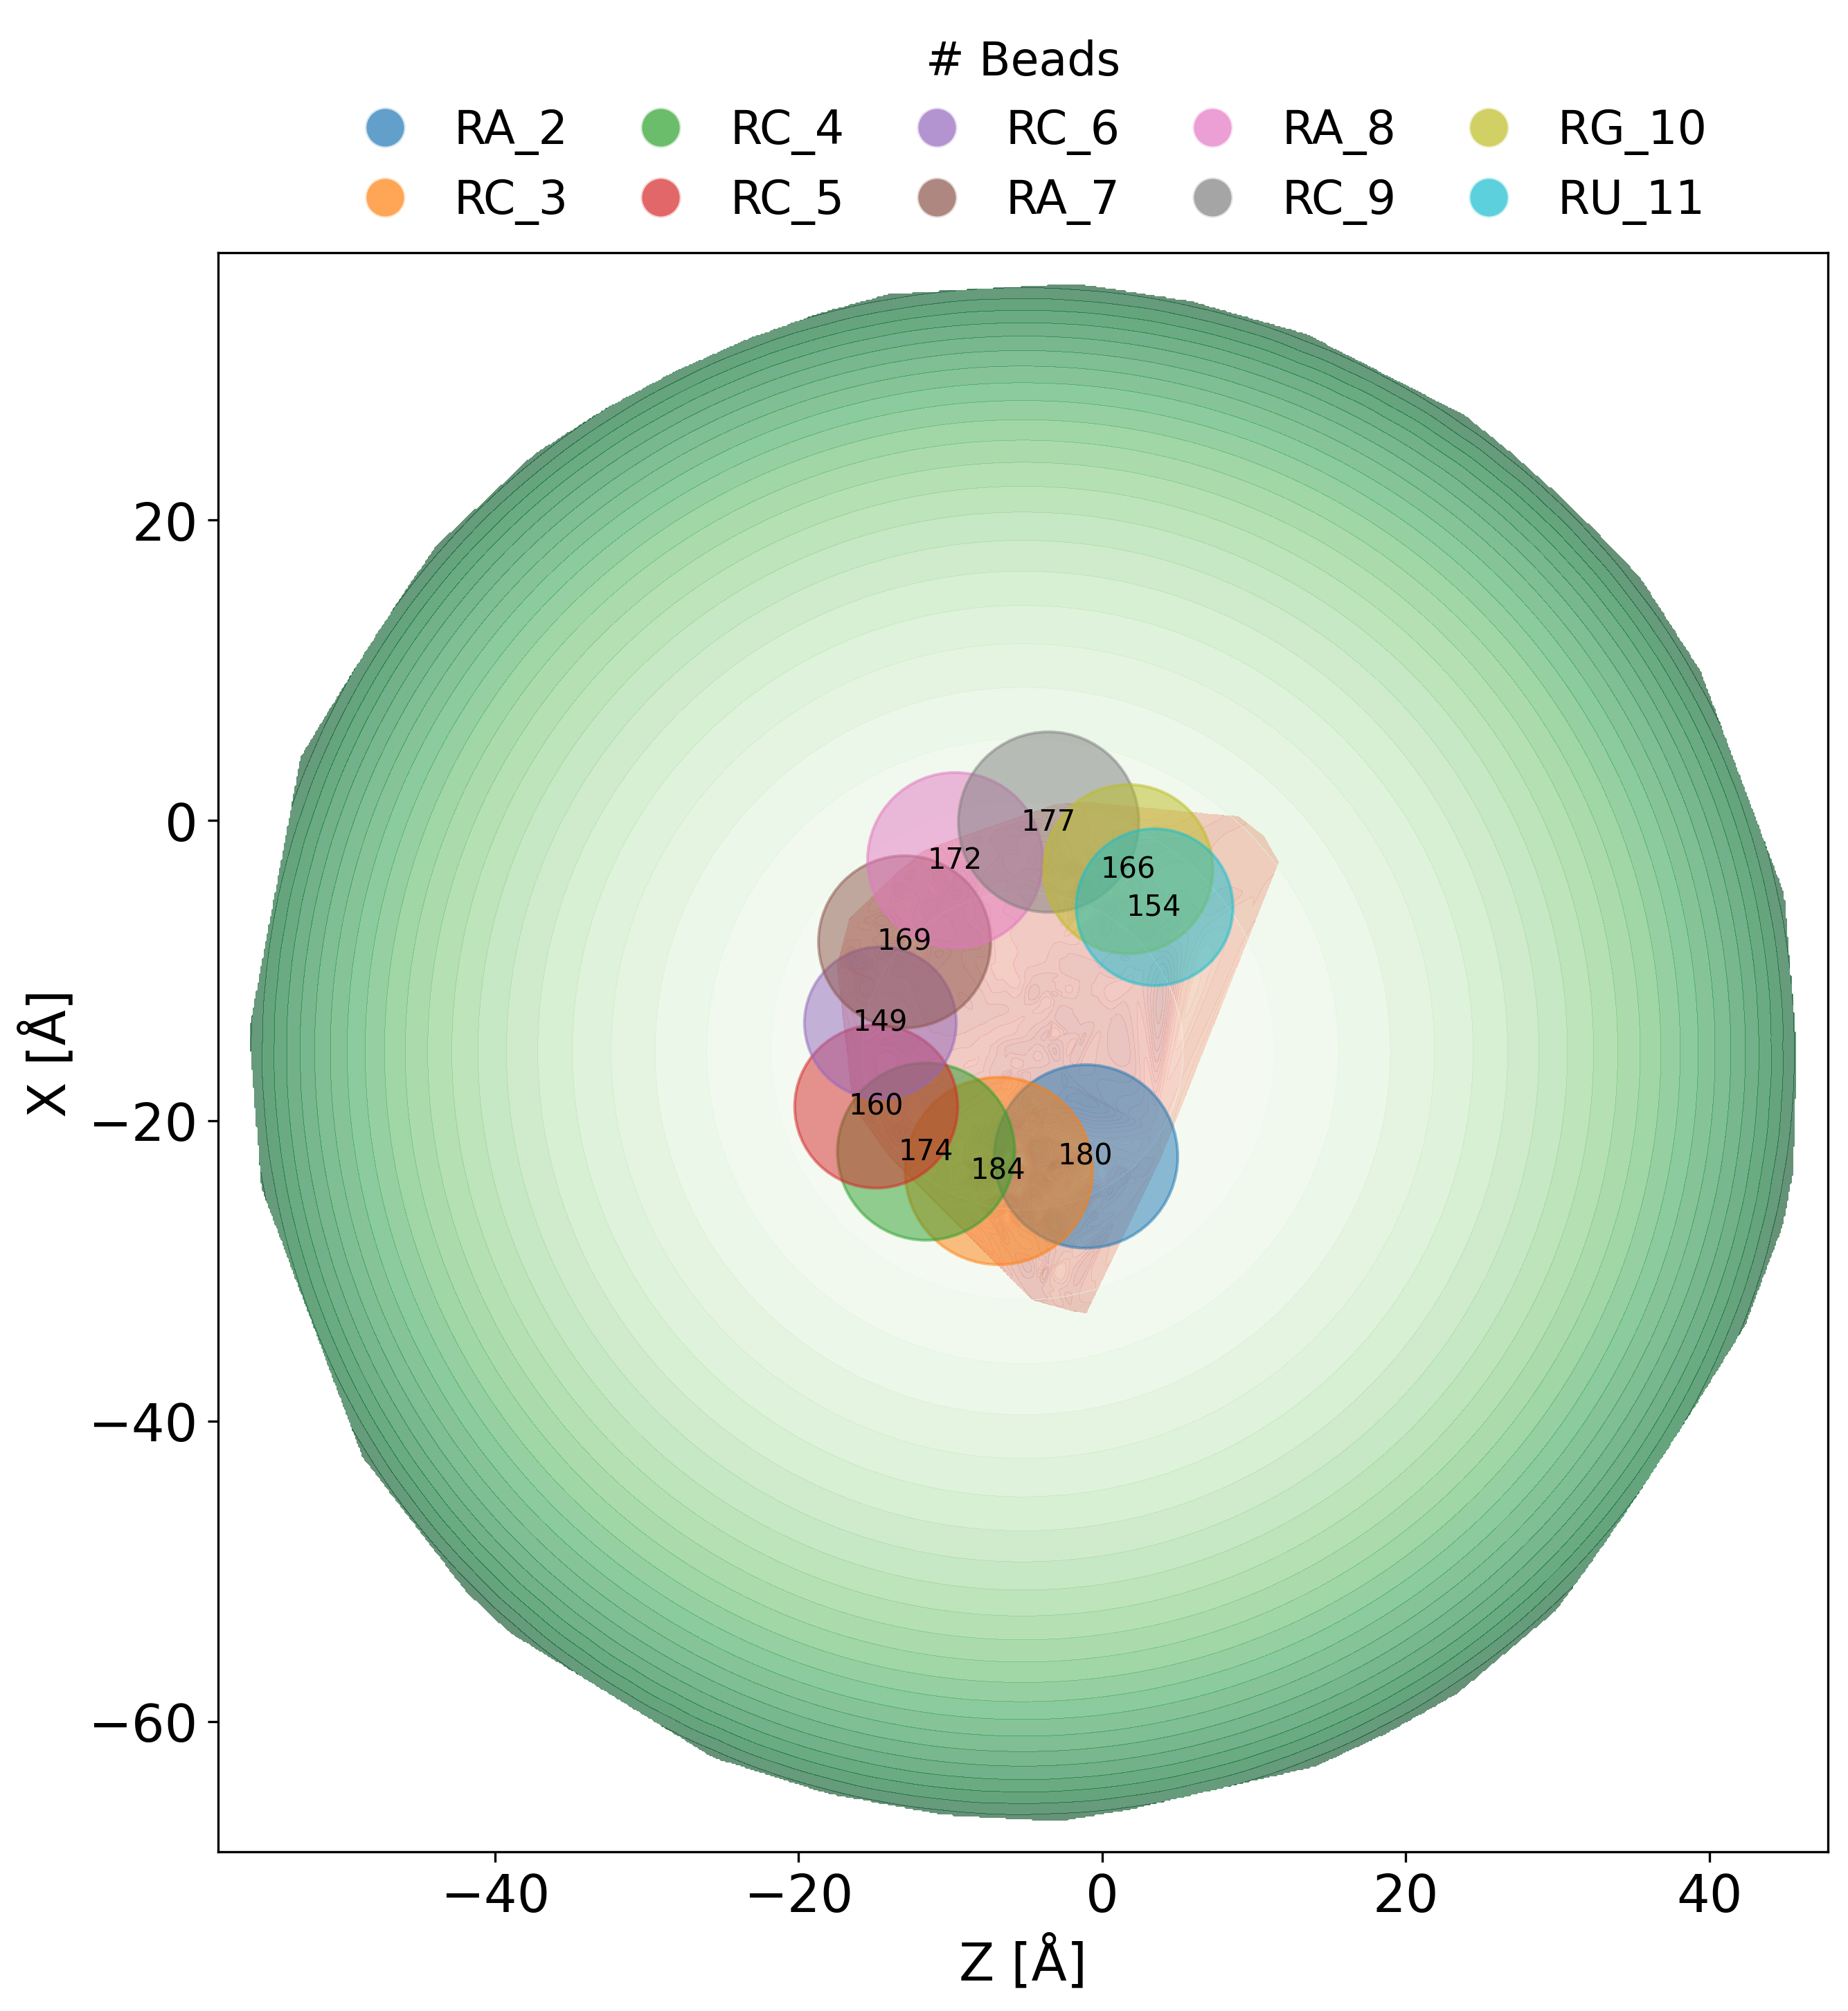 # Beads
RA_2 RC_4 RC_6 RA_8 RG_10
RC_3 RC_5 RA_7 RC_9 RU_11
20
0
−20
−40
−60
X [Å]
177
172
166
154
169
149
160
174
184
180
−40 −20 0 20 40
Z [Å]